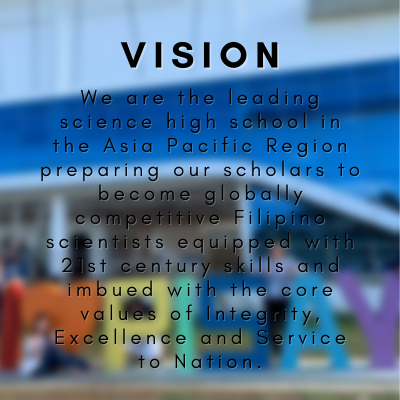 VISION
We are the leading
science high school in
the Asia Pacific Region
preparing our scholars to
become globally
competitive Filipino
scientists equipped with
21st century skills and
imbued with the core
values of Integrity,
Excellence and Service
to Nation.